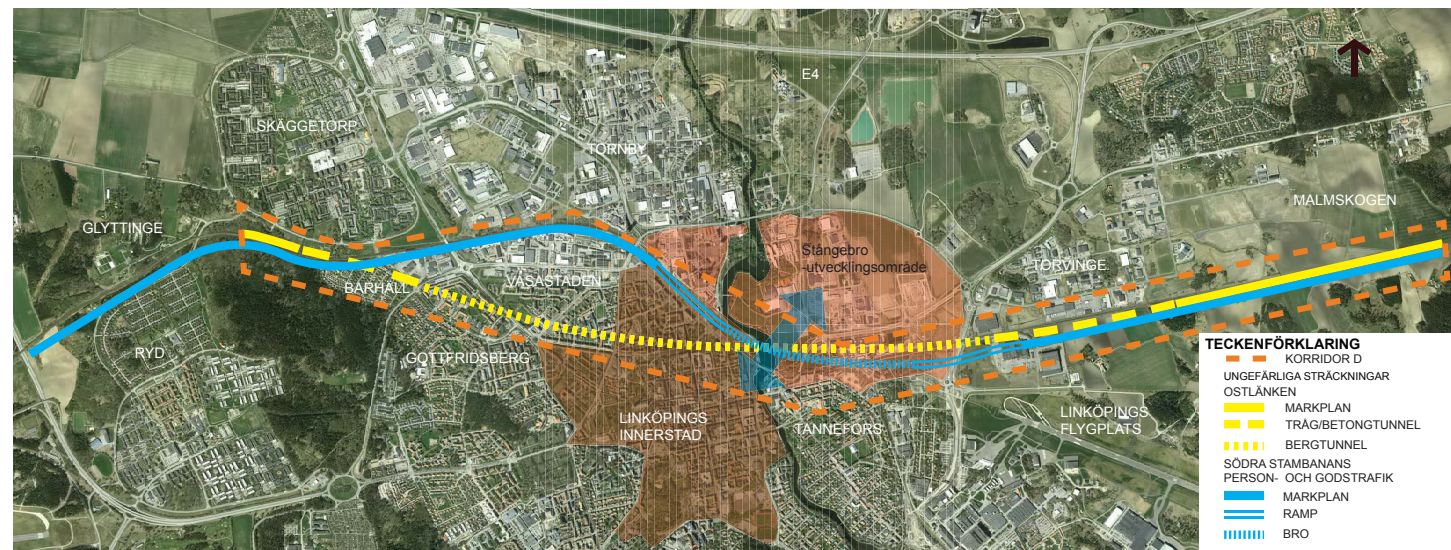 E4
SKÄGGETORP
TORNBY
MALMSKOGEN
GLYTTINGE
Stångebro
-utvecklingsområde
TORVINGE
VASASTADEN
BARHÄLL
RYD
GOTTFRIDSBERG
LINKÖPINGS
INNERSTAD
TANNEFORS
LINKÖPINGS
FLYGPLATS
TECKENFÖRKLARING
KORRIDOR D
UNGEFÄRLIGA STRÄCKNINGAR
OSTLÄNKEN
MARKPLAN
TRÅG/BETONGTUNNEL
BERGTUNNEL
SÖDRA STAMBANANS
PERSON- OCH GODSTRAFIK
MARKPLAN
RAMP
BRO